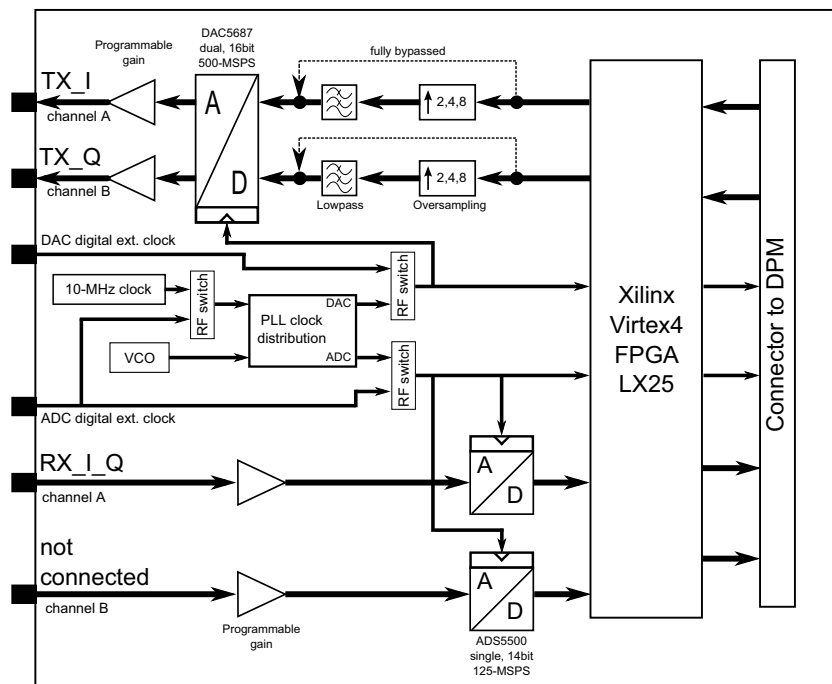 DAC5687
dual, 16bit
500-MSPS
Programmable
gain
fully bypassed
TX_I
channel A
A
2,4,8
TX_Q
channel B
D
2,4,8
Lowpass
Oversampling
DAC digital ext. clock
10-MHz clock
RF switch
PLL clock
distribution
DAC
ADC
RF switch
VCO
RF switch
ADC digital ext. clock
Xilinx
Virtex4
FPGA
LX25
Connector to DPM
RX_I_Q
channel A
A
D
not
connected
channel B
A
D
Programmable
gain
ADS5500
single, 14bit
125-MSPS